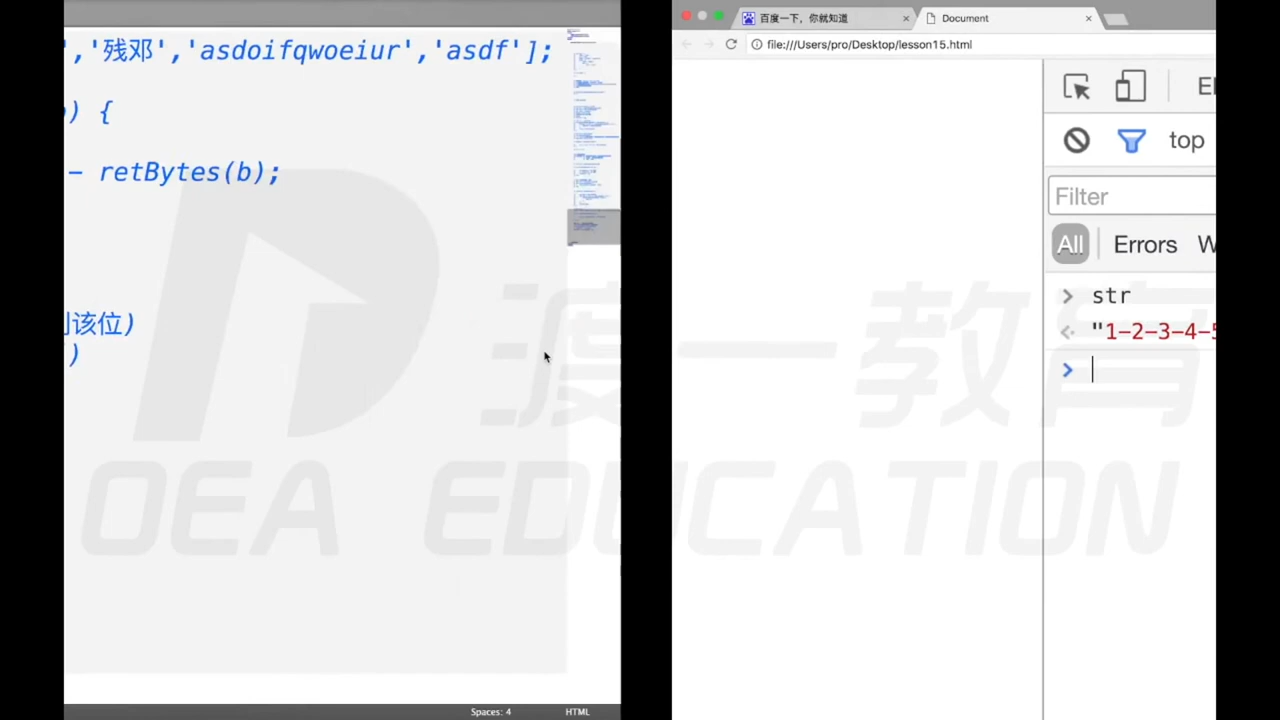 ','残邓','asdoifqwoeiur','asdf'];
) {
- retBytes(b);
该位)
)
Spaces: 4
HTML
百度一下，你就知道
Document
file:///Users/pro/Desktop/lesson15.html
El
top
Filter
All
Errors
W
str
"1-2-3-4-5
渡一教育
OEA EDUCATION